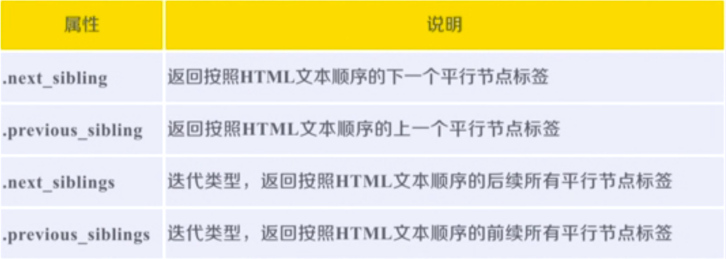 属性 说明
.next_sibling 返回按照HTML文本顺序的下一个平行节点标签
.previous_sibling 返回按照HTML文本顺序的上一个平行节点标签
.next_siblings 迭代类型，返回按照HTML文本顺序的后续所有平行节点标签
.previous_siblings 迭代类型，返回按照HTML文本顺序的前续所有平行节点标签